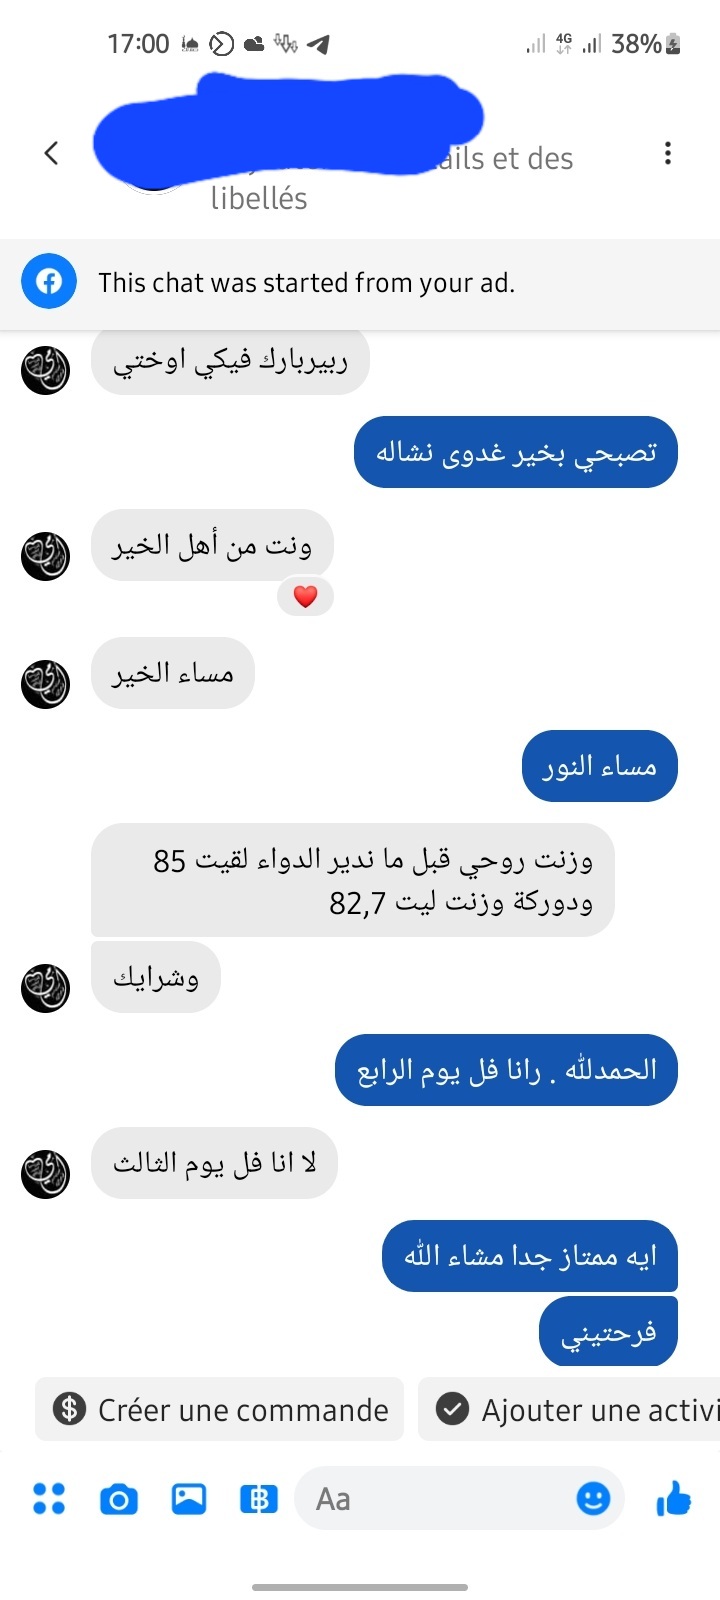 17:00
4G
38%
ails et des
libellés
This chat was started from your ad.
ربيربارك فيكي اوختي
تصبحي بخير غدوى نشاله
ونت من أهل الخير
مساء الخير
مساء النور
وزنت روحي قبل ما ندير الدواء لقيت 85
ودوركة وزنت ليت 82,7
وشرايك
الحمدلله . رانا فل يوم الرابع
لا انا فل يوم الثالث
ايه ممتاز جدا مشاء الله
فرحتيني
Créer une commande
Ajouter une activi
Aa